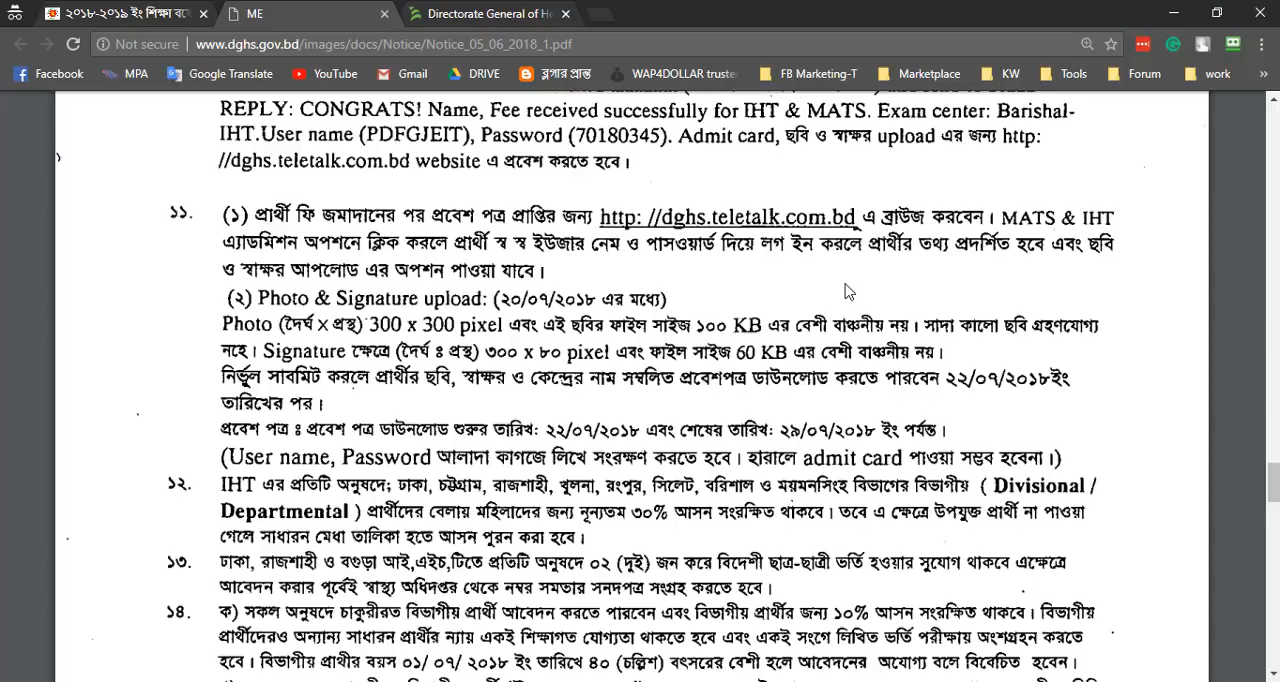 ২০১৮-২০১৯ ইং শিক্ষা বর্ষে
ME
Directorate General of He
Not secure
www.dghs.gov.bd/images/docs/Notice/Notice_05_06_2018_1.pdf
Facebook
MPA
Google Translate
YouTube
Gmail
DRIVE
ব্লগার প্রান্ত
WAP4DOLLAR truste
FB Marketing-T
Marketplace
KW
Tools
Forum
work
REPLY: CONGRATS! Name, Fee received successfully for IHT & MATS. Exam center: Barishal-
IHT.User name (PDFGJEIT), Password (70180345). Admit card, ছবি ও স্বাক্ষর upload এর জন্য http:
//dghs.teletalk.com.bd website এ প্রবেশ করতে হবে।
১১. (১) প্রার্থী ফি জমাদানের পর প্রবেশ পত্র প্রাপ্তির জন্য http: //dghs.teletalk.com.bd এ ব্রাউজ করবেন। MATS & IHT
এ্যাডমিশন অপশনে ক্লিক করলে প্রার্থী স্ব স্ব ইউজার নেম ও পাসওয়ার্ড দিয়ে লগ ইন করলে প্রার্থীর তথ্য প্রদর্শিত হবে এবং ছবি
ও স্বাক্ষর আপলোড এর অপশন পাওয়া যাবে।
(২) Photo & Signature upload: (২০/০৭/২০১৮ এর মধ্যে)
Photo (দৈর্ঘ x প্রস্থ) 300 x 300 pixel এবং এই ছবির ফাইল সাইজ ১০০ KB এর বেশী বাঞ্চনীয় নয়। সাদা কালো ছবি গ্রহণযোগ্য
নহে। Signature ক্ষেত্রে (দৈর্ঘ ঃ প্রস্থ) ৩০০ x ৮০ pixel এবং ফাইল সাইজ 60 KB এর বেশী বাঞ্চনীয় নয়।
নির্ভুল সাবমিট করলে প্রার্থীর ছবি, স্বাক্ষর ও কেন্দ্রের নাম সম্বলিত প্রবেশপত্র ডাউনলোড করতে পারবেন ২২/০৭/২০১৮ইং
তারিখের পর।
প্রবেশ পত্র ঃ প্রবেশ পত্র ডাউনলোড শুরুর তারিখ: ২২/০৭/২০১৮ এবং শেষের তারিখ: ২৯/০৭/২০১৮ ইং পর্যন্ত।
(User name, Password আলাদা কাগজে লিখে সংরক্ষণ করতে হবে। হারালে admit card পাওয়া সম্ভব হবেনা।)
১২. IHT এর প্রতিটি অনুষদে; ঢাকা, চট্টগ্রাম, রাজশাহী, খুলনা, রংপুর, সিলেট, বরিশাল ও ময়মনসিংহ বিভাগের বিভাগীয় ( Divisional /
Departmental ) প্রার্থীদের বেলায় মহিলাদের জন্য নূন্যতম ৩০% আসন সংরক্ষিত থাকবে। তবে এ ক্ষেত্রে উপযুক্ত প্রার্থী না পাওয়া
গেলে সাধারন মেধা তালিকা হতে আসন পুরন করা হবে।
১৩. ঢাকা, রাজশাহী ও বগুড়া আই,এইচ,টিতে প্রতিটি অনুষদে ০২ (দুই) জন করে বিদেশী ছাত্র-ছাত্রী ভর্তি হওয়ার সুযোগ থাকবে এক্ষেত্রে
আবেদন করার পূর্বেই স্বাস্থ্য অধিদপ্তর থেকে নম্বর সমতার সনদপত্র সংগ্রহ করতে হবে।
১৪. ক) সকল অনুষদে চাকুরীরত বিভাগীয় প্রার্থী আবেদন করতে পারবেন এবং বিভাগীয় প্রার্থীর জন্য ১০% আসন সংরক্ষিত থাকবে। বিভাগীয়
প্রার্থীদেরও অন্যান্য সাধারন প্রার্থীর ন্যায় একই শিক্ষাগত যোগ্যতা থাকতে হবে এবং একই সংগে লিখিত ভর্তি পরীক্ষায় অংশগ্রহন করতে
হবে। বিভাগীয় প্রার্থীর বয়স ০১/ ০৭/ ২০১৮ ইং তারিখে ৪০ (চল্লিশ) বৎসরের বেশী হলে আবেদনের অযোগ্য বলে বিবেচিত হবেন।